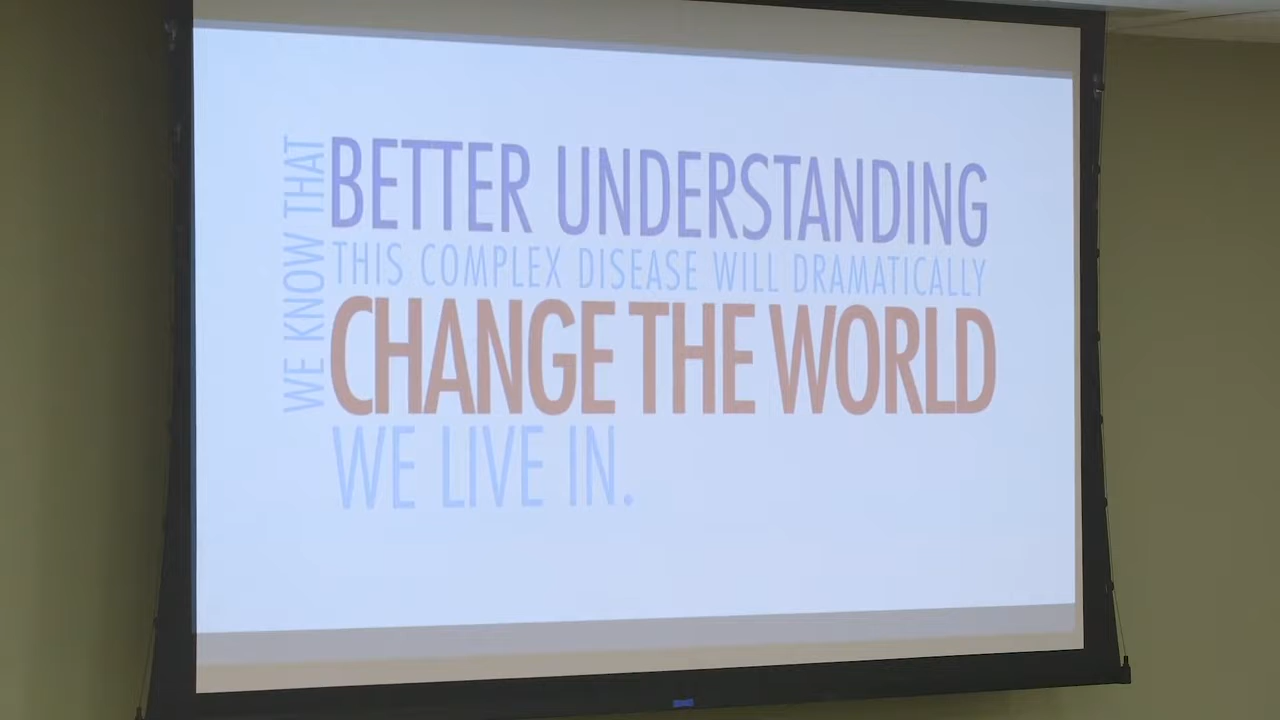 WE KNOW THAT
BETTER UNDERSTANDING
THIS COMPLEX DISEASE WILL DRAMATICALLY
CHANGE THE WORLD
WE LIVE IN.